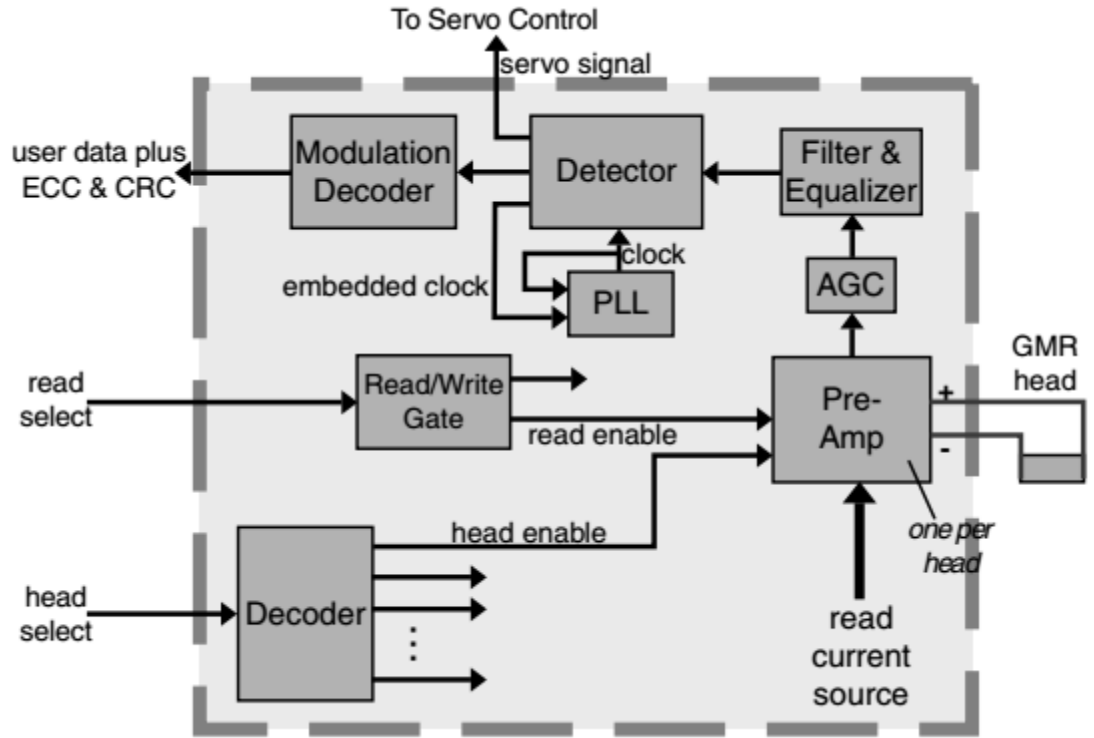 To Servo Control
servo signal
user data plus
ECC & CRC
Modulation
Decoder
Detector
Filter &
Equalizer
clock
embedded clock
PLL
AGC
GMR
head
read
select
Read/Write
Gate
read enable
Pre-
Amp
+
-
one per
head
head enable
head
select
Decoder
⋮
read
current
source